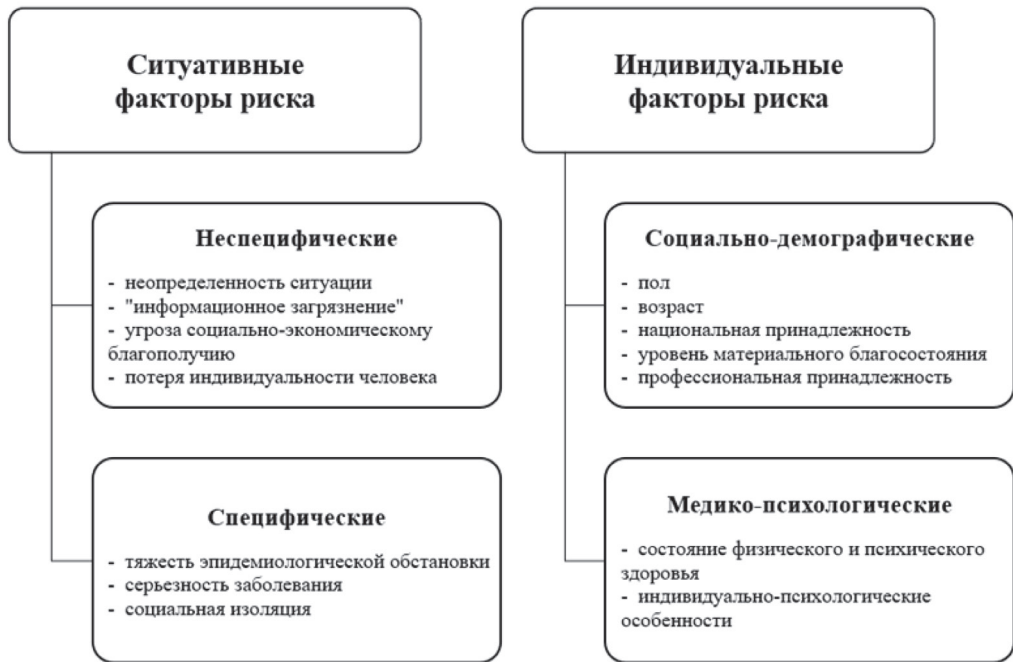 Ситуативные
факторы риска
Неспецифические
- неопределенность ситуации
- "информационное загрязнение"
- угроза социально-экономическому
благополучию
- потеря индивидуальности человека
Специфические
- тяжесть эпидемиологической обстановки
- серьезность заболевания
- социальная изоляция
Индивидуальные
факторы риска
Социально-демографические
- пол
- возраст
- национальная принадлежность
- уровень материального благосостояния
- профессиональная принадлежность
Медико-психологические
- состояние физического и психического
здоровья
- индивидуально-психологические
особенности